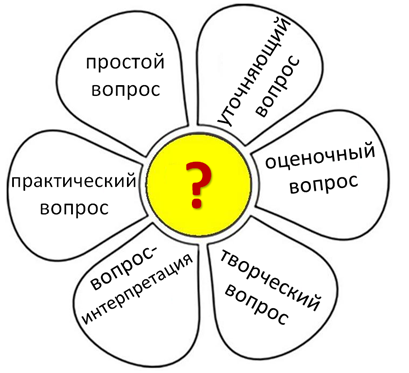 простой
вопрос
уточняющий
вопрос
оценочный
вопрос
творческий
вопрос
вопрос-
интерпретация
практический
вопрос
?